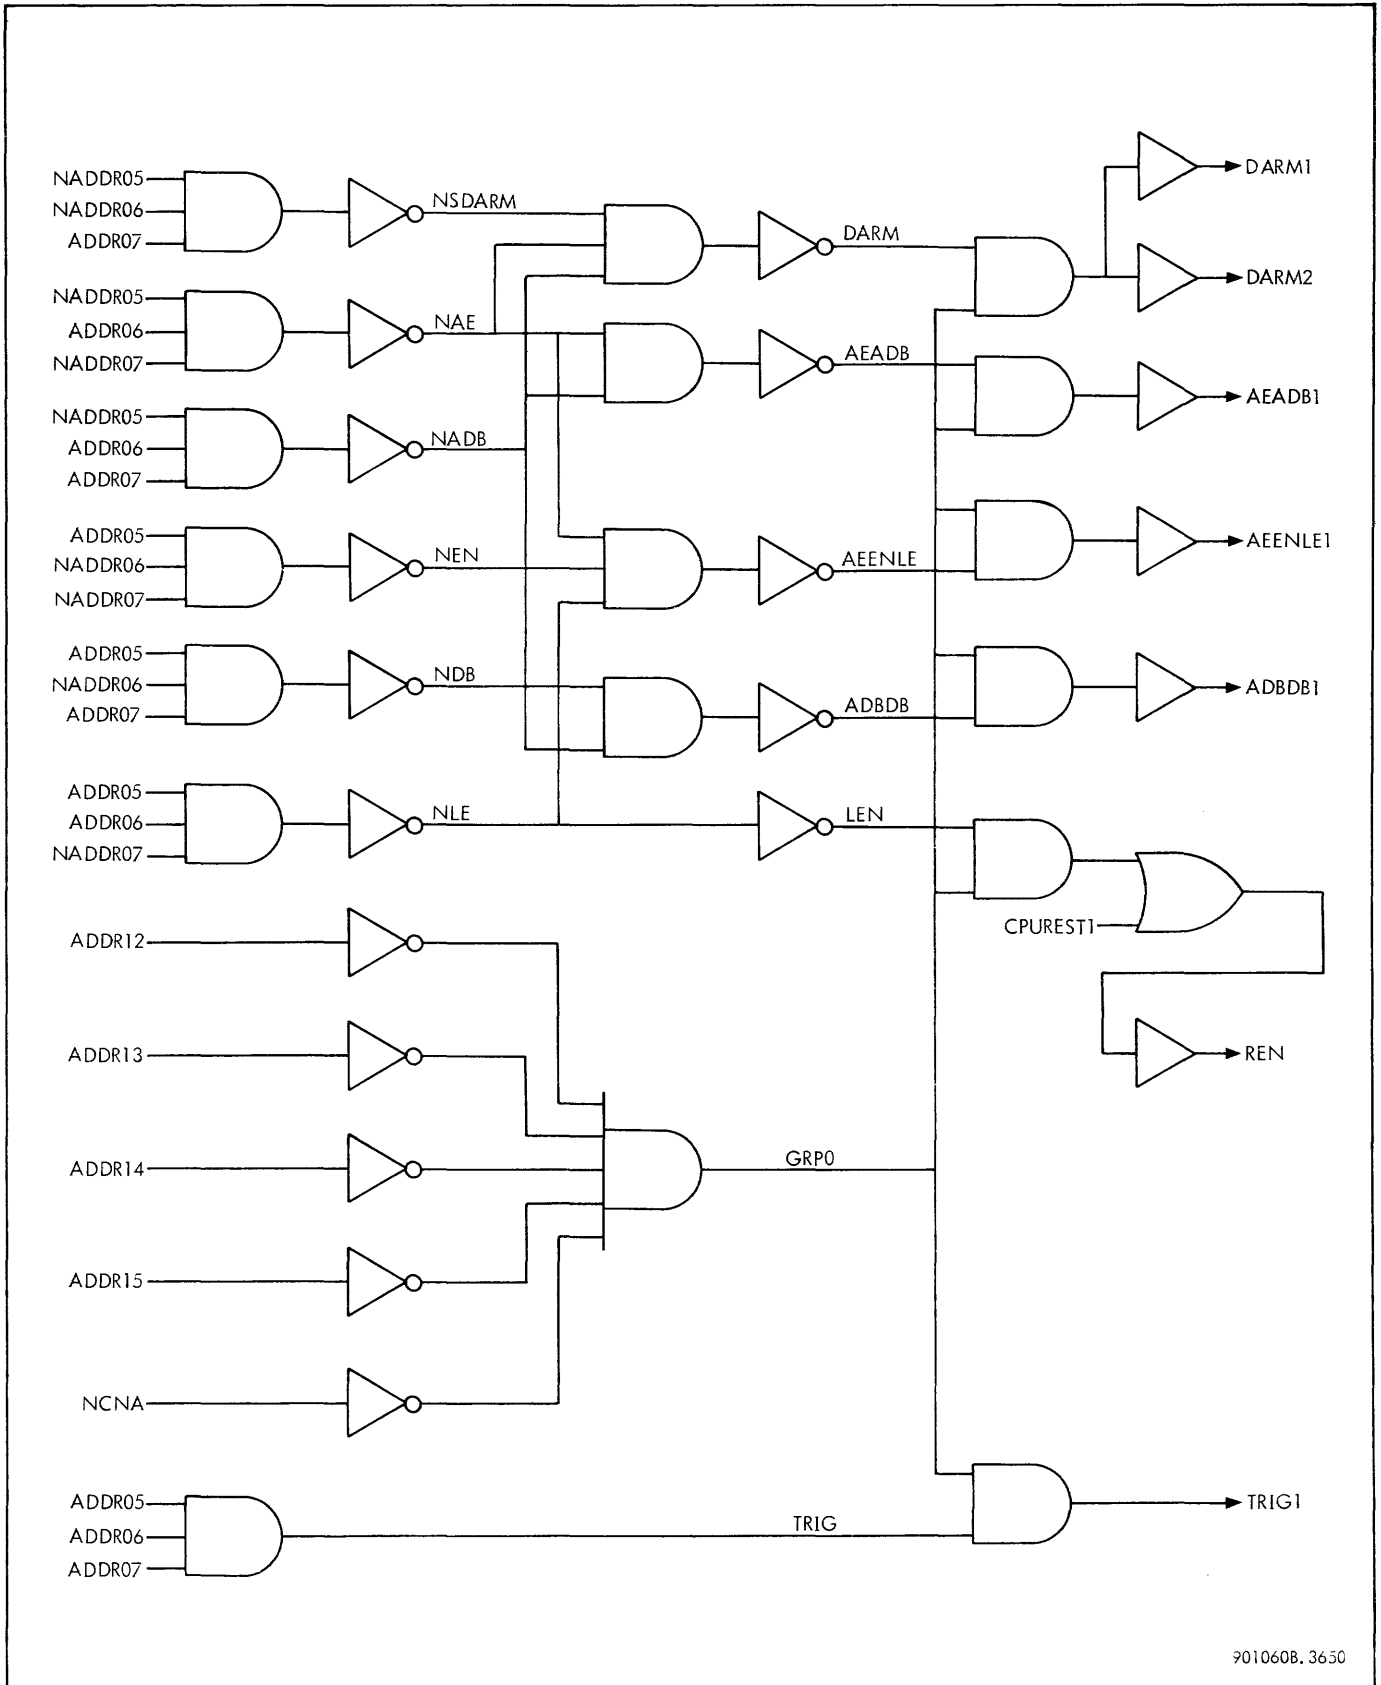 DARM1
NADDR05
NADDR06
ADDR07
NSDARM
DARM
DARM2
NADDR05
ADDR06
NADDR07
NAE
AEADB
AEADB1
NADDR05
ADDR06
ADDR07
NADB
ADDR05
NADDR06
NADDR07
NEN
AEENLE
AEENLE1
ADDR05
NADDR06
ADDR07
NDB
ADBDB
ADBDB1
ADDR05
ADDR06
NADDR07
NLE
LEN
CPUREST1
REN
ADDR12
ADDR13
ADDR14
ADDR15
NCNA
GRP0
ADDR05
ADDR06
ADDR07
TRIG
TRIG1
901060B.3650